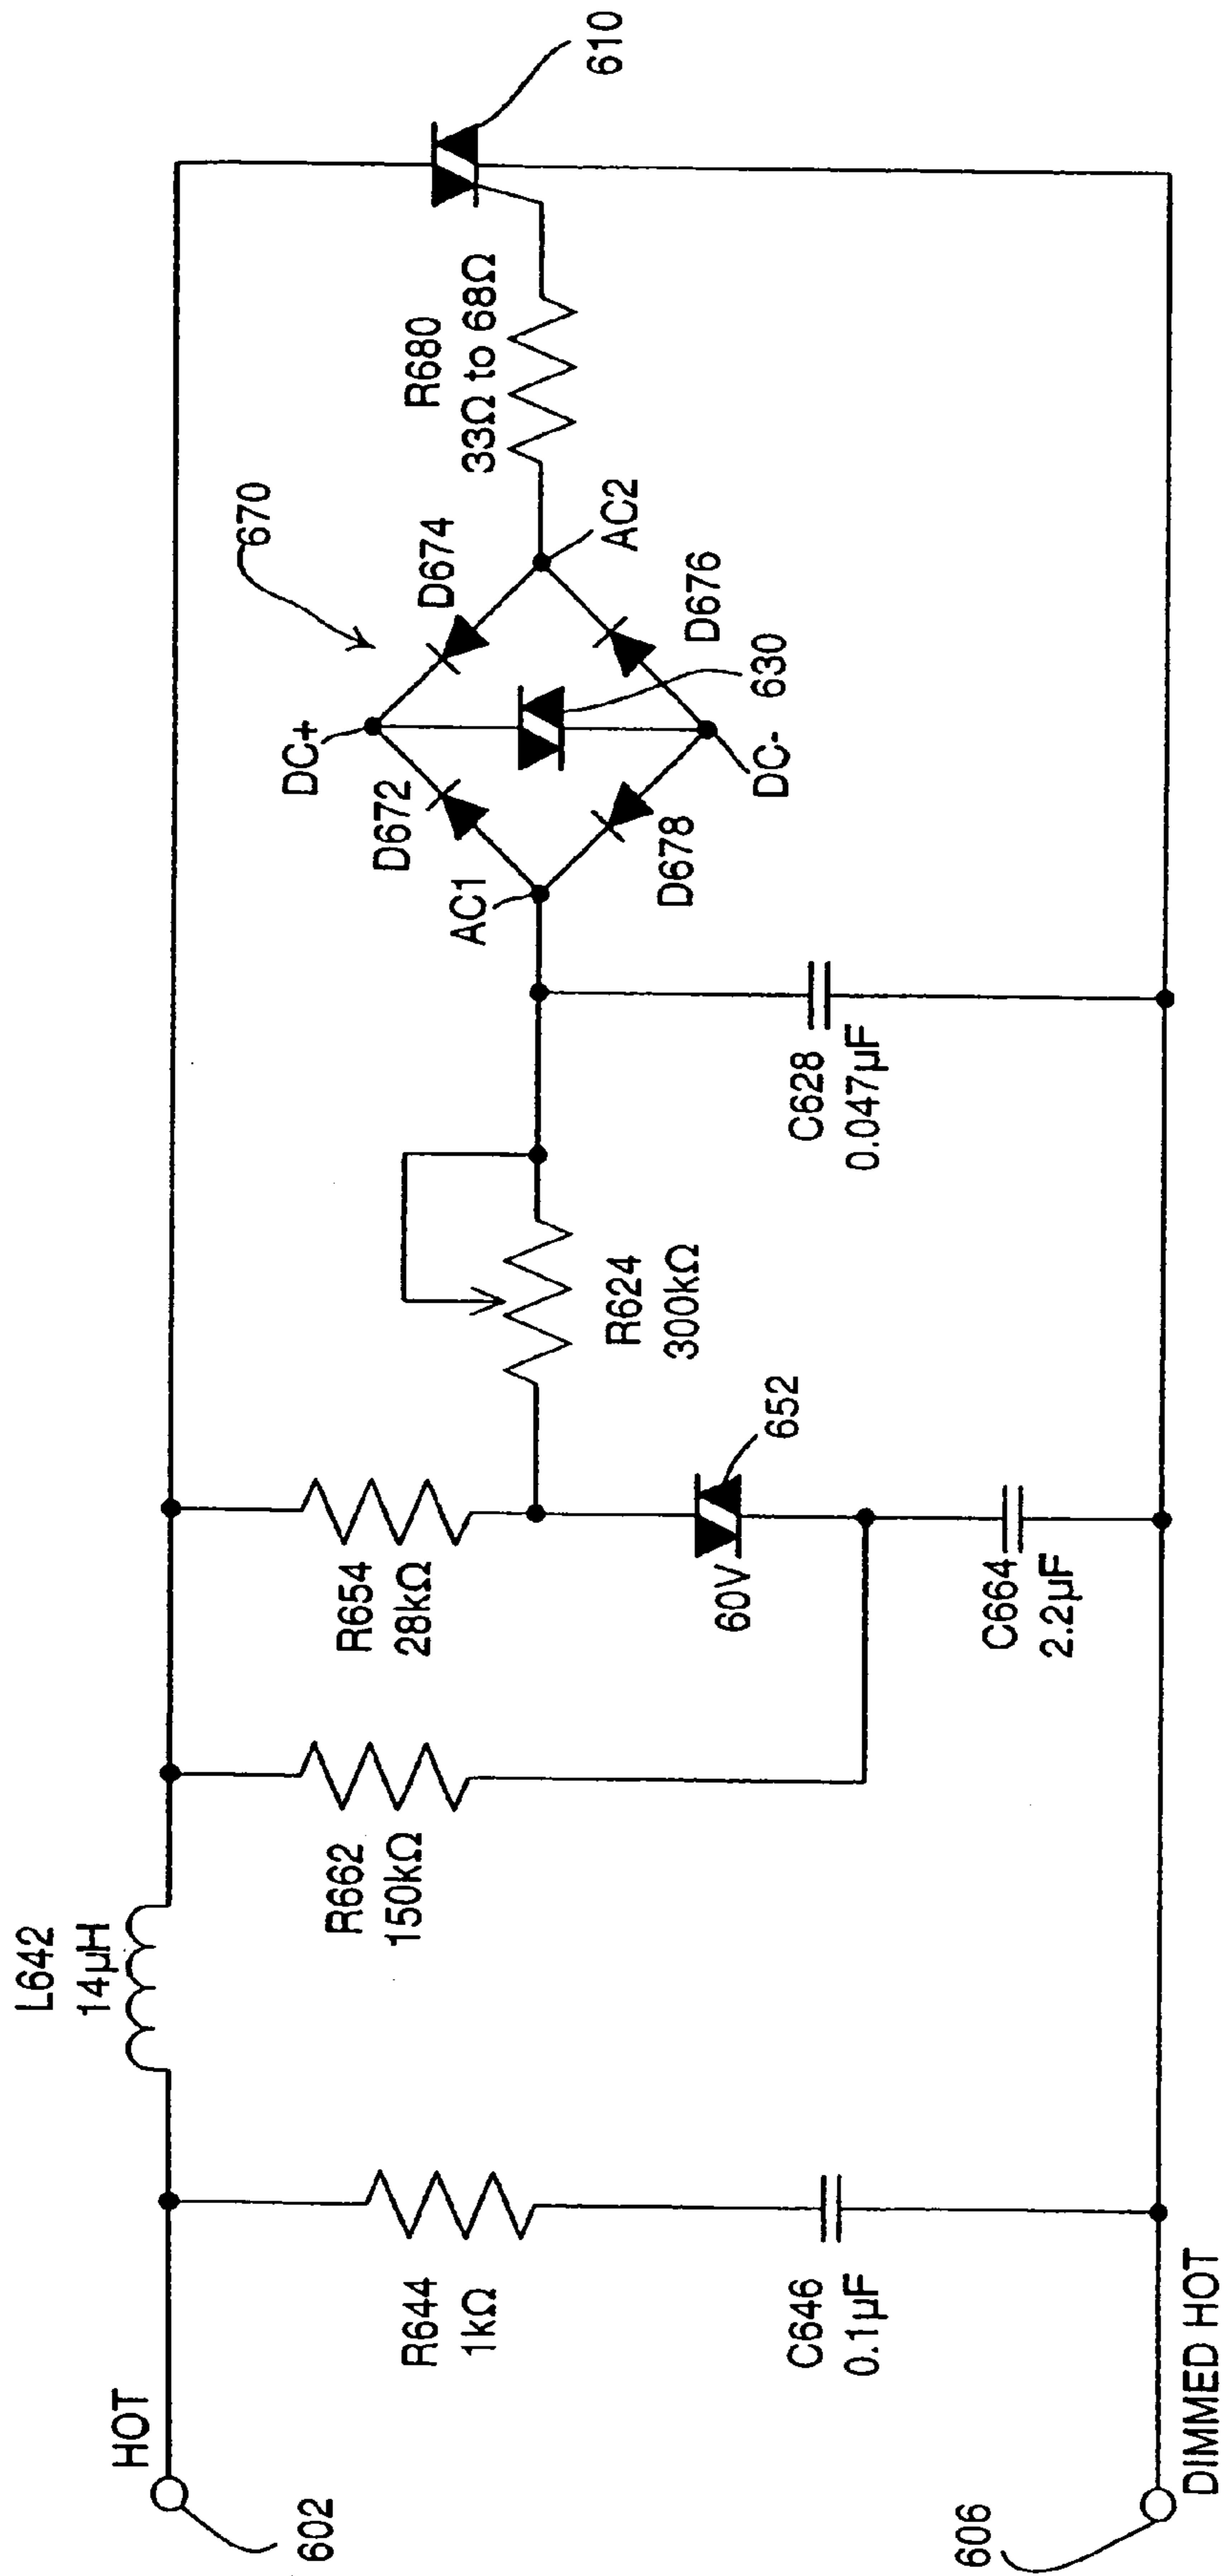 HOT
602
L642
14µH
R644
1kΩ
C646
0.1µF
DIMMED HOT
606
R662
150kΩ
R654
28kΩ
60V
652
C664
2.2µF
R624
300kΩ
C628
0.047µF
AC1
D672
DC+
670
D674
D678
DC-
630
D676
AC2
R680
33Ω to 68Ω
610